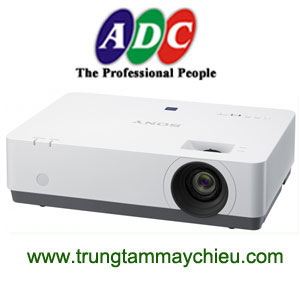 ADC
The Professional People
SONY
www.trungtammaychieu.com